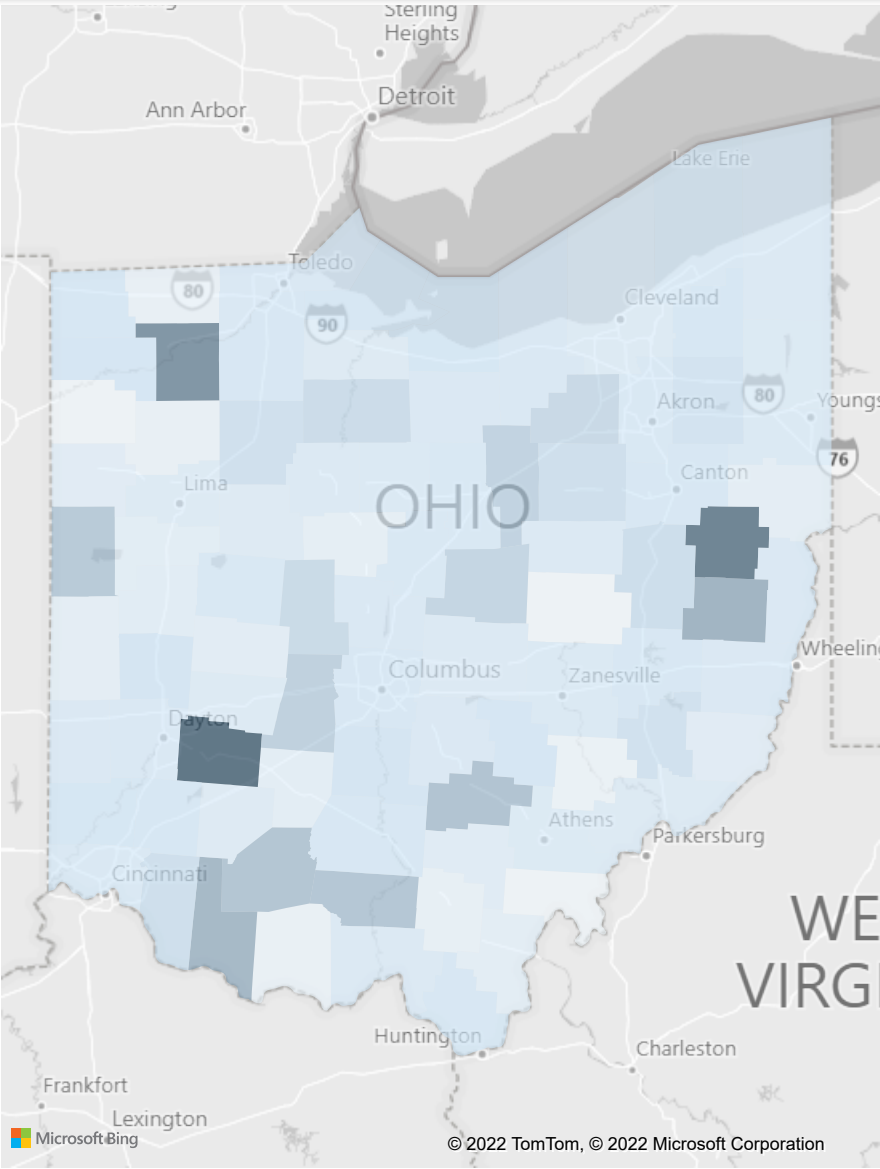 Sterling
Heights
Ann Arbor
Detroit
Lake Erie
Toledo
80
90
Cleveland
80
Akron
Youngs
76
Lima
Canton
OHIO
Wheeling
Columbus
Zanesville
Dayton
Athens
Parkersburg
Cincinnati
WE
VIRGI
Huntington
Charleston
Frankfort
Lexington
Microsoft Bing
© 2022 TomTom, © 2022 Microsoft Corporation